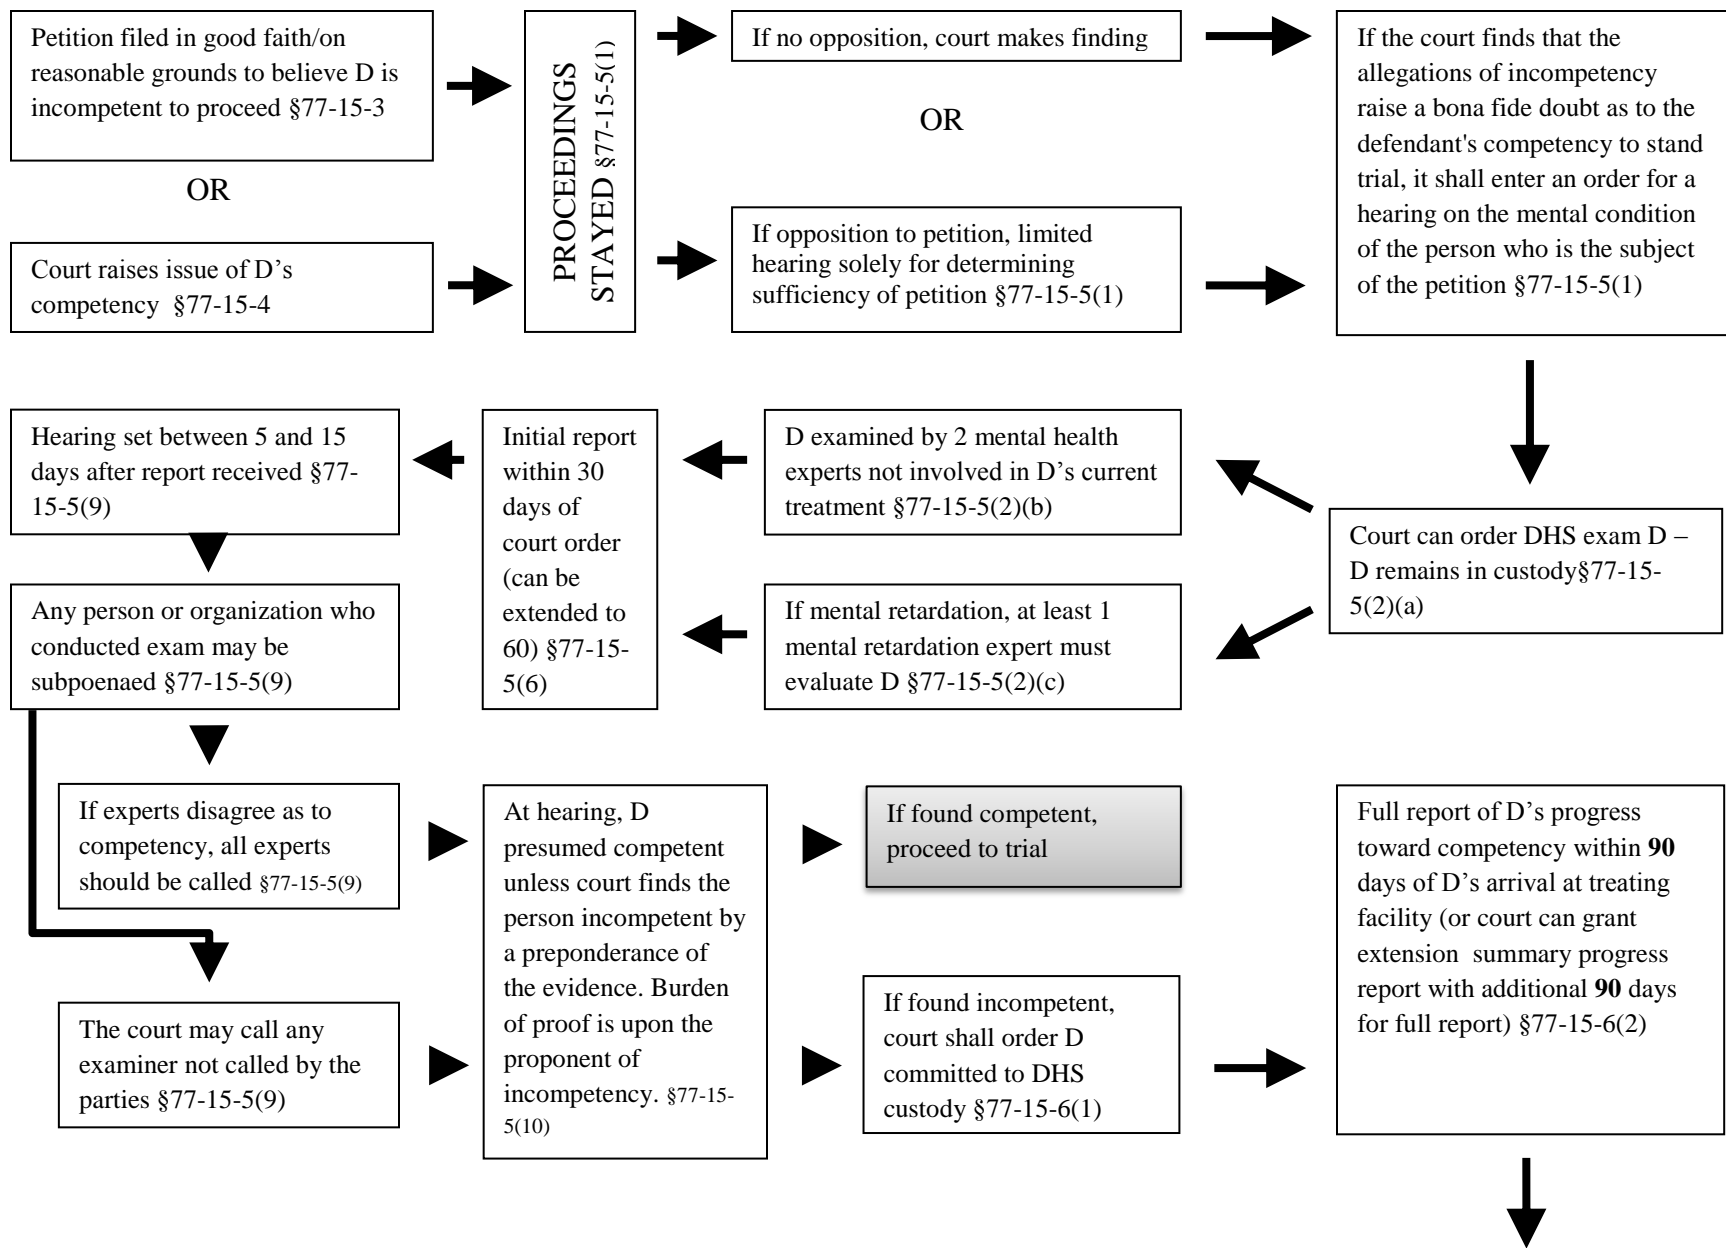 Petition filed in good faith/on
reasonable grounds to believe D is
incompetent to proceed §77-15-3
OR
Court raises issue of D’s
competency  §77-15-4
PROCEEDINGS
STAYED §77-15-5(1)
If no opposition, court makes finding
OR
If opposition to petition, limited
hearing solely for determining
sufficiency of petition §77-15-5(1)
If the court finds that the
allegations of incompetency
raise a bona fide doubt as to the
defendant's competency to stand
trial, it shall enter an order for a
hearing on the mental condition
of the person who is the subject
of the petition §77-15-5(1)
Court can order DHS exam D –
D remains in custody§77-15-
5(2)(a)
D examined by 2 mental health
experts not involved in D’s current
treatment §77-15-5(2)(b)
If mental retardation, at least 1
mental retardation expert must
evaluate D §77-15-5(2)(c)
Initial report
within 30
days of
court order
(can be
extended to
60) §77-15-
5(6)
Hearing set between 5 and 15
days after report received §77-
15-5(9)
Any person or organization who
conducted exam may be
subpoenaed §77-15-5(9)
If experts disagree as to
competency, all experts
should be called §77-15-5(9)
The court may call any
examiner not called by the
parties §77-15-5(9)
At hearing, D
presumed competent
unless court finds the
person incompetent by
a preponderance of
the evidence. Burden
of proof is upon the
proponent of
incompetency. §77-15-
5(10)
If found competent,
proceed to trial
If found incompetent,
court shall order D
committed to DHS
custody §77-15-6(1)
Full report of D’s progress
toward competency within 90
days of D’s arrival at treating
facility (or court can grant
extension  summary progress
report with additional 90 days
for full report) §77-15-6(2)